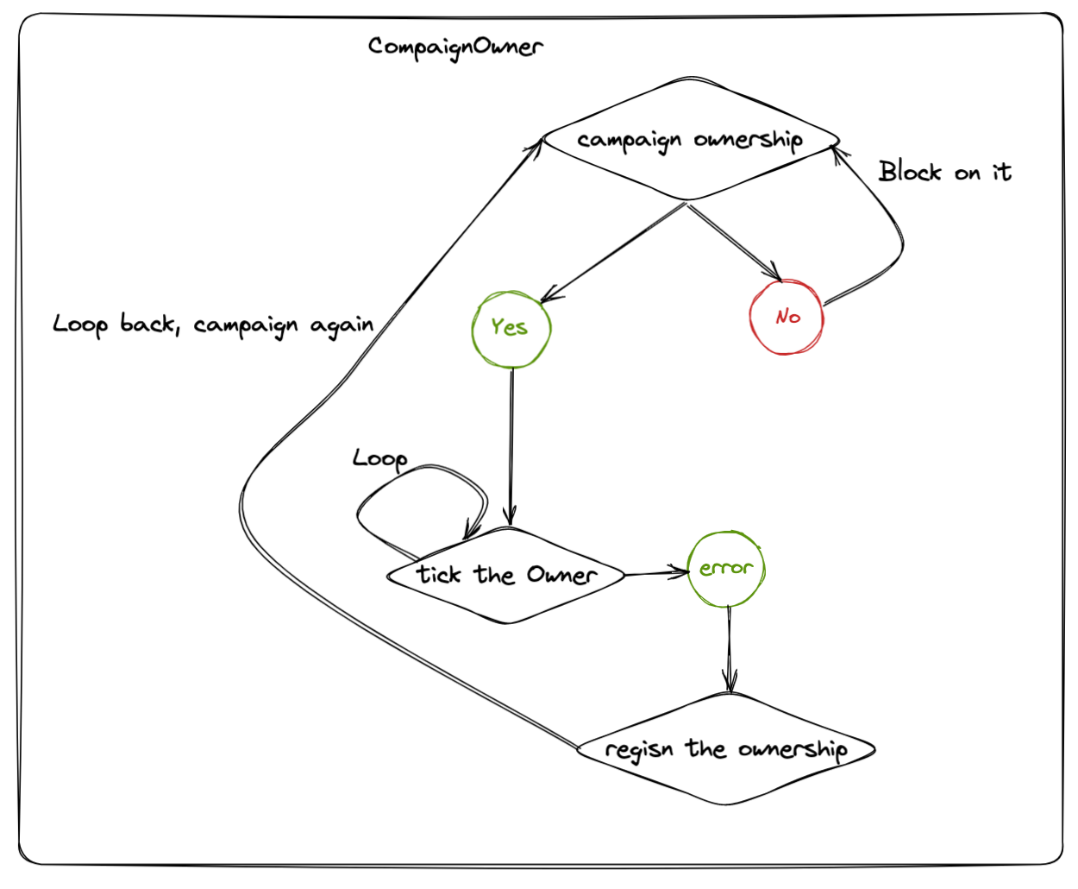 CompaignOwner
campaign ownership
Block on it
Yes
No
Loop back, campaign again
Loop
tick the Owner
error
regisn the ownership